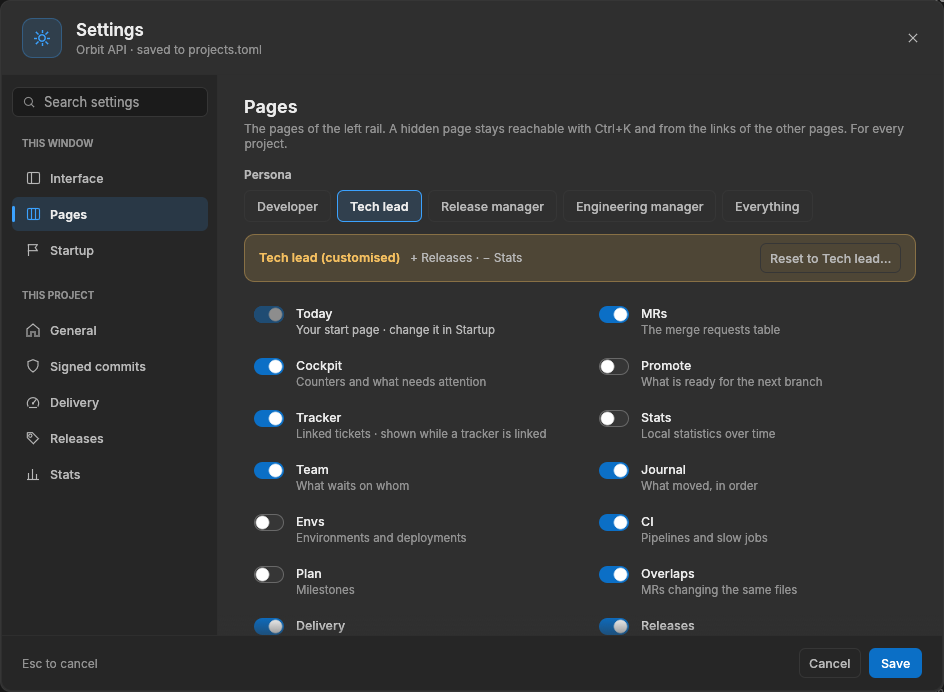 Settings
Orbit API · saved to projects.toml
Search settings
THIS WINDOW
Interface
Pages
Startup
THIS PROJECT
General
Signed commits
Delivery
Releases
Stats
Pages
The pages of the left rail. A hidden page stays reachable with Ctrl+K and from the links of the other pages. For every
project.
Persona
Developer
Tech lead
Release manager
Engineering manager
Everything
Tech lead (customised) + Releases · − Stats
Reset to Tech lead...
Today
Your start page · change it in Startup
MRs
The merge requests table
Cockpit
Counters and what needs attention
Promote
What is ready for the next branch
Tracker
Linked tickets · shown while a tracker is linked
Stats
Local statistics over time
Team
What waits on whom
Journal
What moved, in order
Envs
Environments and deployments
CI
Pipelines and slow jobs
Plan
Milestones
Overlaps
MRs changing the same files
Delivery
Releases
Esc to cancel
Cancel
Save